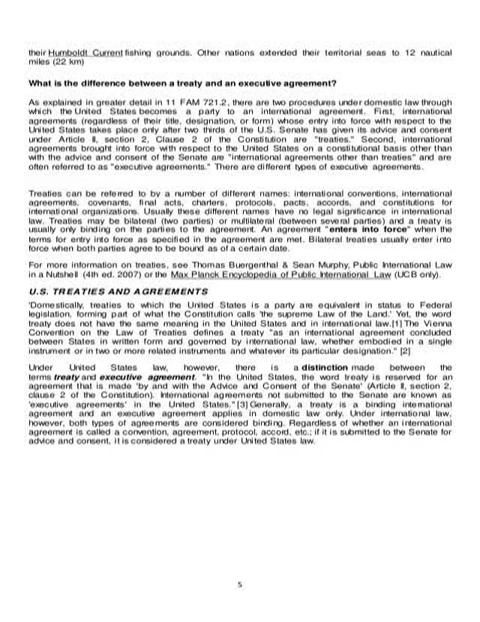 their Humboldt Current fishing grounds. Other nations extended their territorial seas to 12 nautical
miles (22 km)
What is the difference between a treaty and an executive agreement?
As explained in greater detail in 11 FAM 721.2, there are two procedures under domestic law through
which the United States becomes a party to an international agreement. First, international
agreements (regardless of their title, designation, or form) whose entry into force with respect to the
United States takes place only after two thirds of the U.S. Senate has given its advice and consent
under Article II, section 2, Clause 2 of the Constitution are "treaties." Second, international
agreements brought into force with respect to the United States on a constitutional basis other than
with the advice and consent of the Senate are "international agreements other than treaties" and are
often referred to as "executive agreements." There are different types of executive agreements.
Treaties can be referred to by a number of different names: international conventions, international
agreements, covenants, final acts, charters, protocols, pacts, accords, and constitutions for
international organizations. Usually these different names have no legal significance in international
law. Treaties may be bilateral (two parties) or multilateral (between several parties) and a treaty is
usually only binding on the parties to the agreement. An agreement "enters into force" when the
terms for entry into force as specified in the agreement are met. Bilateral treaties usually enter into
force when both parties agree to be bound as of a certain date.
For more information on treaties, see Thomas Buergenthal & Sean Murphy, Public International Law
in a Nutshell (4th ed. 2007) or the Max Planck Encyclopedia of Public International Law (UCB only).
U.S. TREATIES AND AGREEMENTS
'Domestically, treaties to which the United States is a party are equivalent in status to Federal
legislation, forming part of what the Constitution calls 'the supreme Law of the Land.' Yet, the word
treaty does not have the same meaning in the United States and in international law.[1] The Vienna
Convention on the Law of Treaties defines a treaty "as an international agreement concluded
between States in written form and governed by international law, whether embodied in a single
instrument or in two or more related instruments and whatever its particular designation." [2]
Under United States law, however, there is a distinction made between the
terms treaty and executive agreement. "In the United States, the word treaty is reserved for an
agreement that is made 'by and with the Advice and Consent of the Senate' (Article II, section 2,
clause 2 of the Constitution). International agreements not submitted to the Senate are known as
'executive agreements' in the United States." [3] Generally, a treaty is a binding international
agreement and an executive agreement applies in domestic law only. Under international law,
however, both types of agreements are considered binding. Regardless of whether an international
agreement is called a convention, agreement, protocol, accord, etc.; if it is submitted to the Senate for
advice and consent, it is considered a treaty under United States law.
5